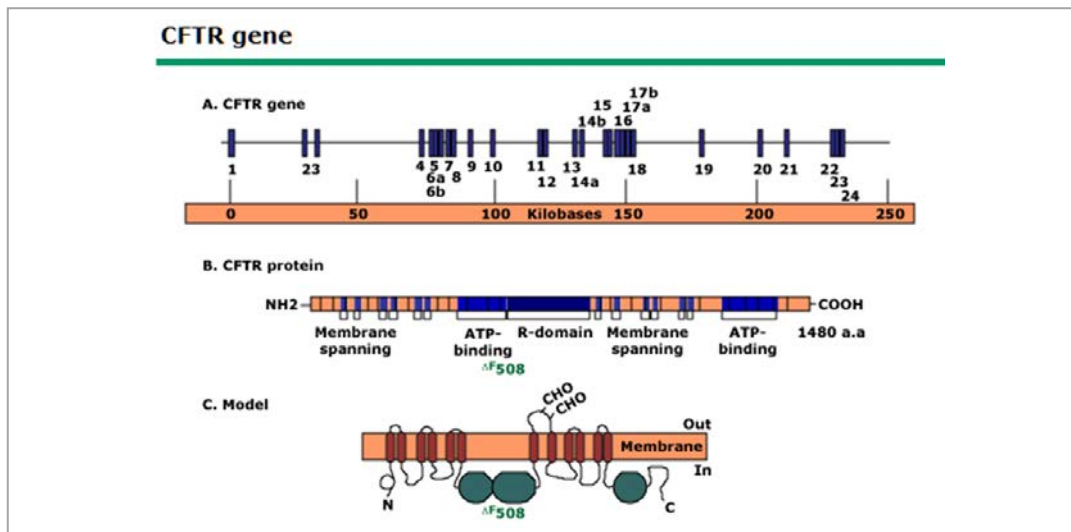 CFTR gene
A. CFTR gene
17b
15 17a
14b 16
1 23 4 5 7 9 10 11 13 18 19 20 21 22
6a 8 12 14a 23
6b 24
0 50 100 Kilobases 150 200 250
B. CFTR protein
NH2 COOH
Membrane spanning
ATP-binding
R-domain
Membrane spanning
ATP-binding
1480 a.a
ΔF508
C. Model
CHO
CHO
Out
Membrane
In
N
C
ΔF508